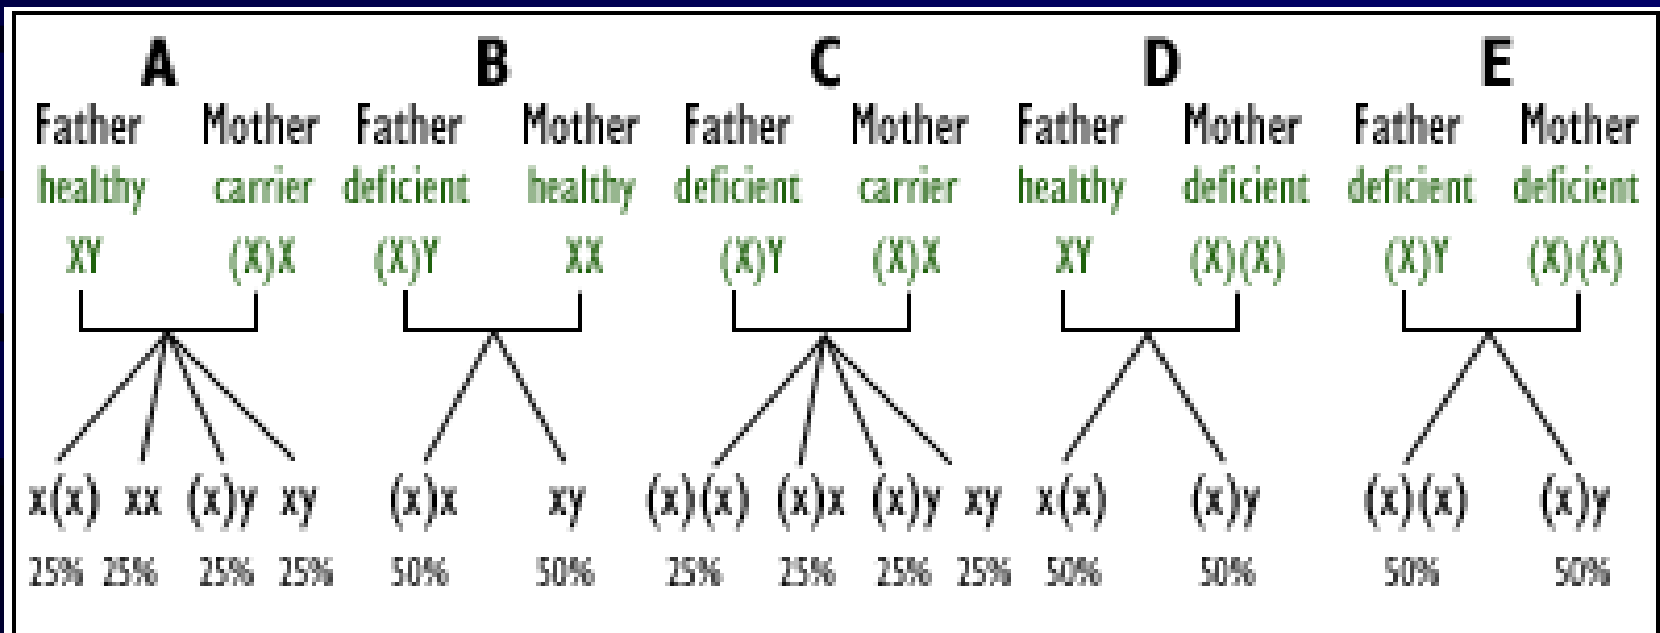 A B C D E
Father Mother Father Mother Father Mother Father Mother Father Mother
healthy carrier deficient healthy deficient carrier healthy deficient deficient deficient
XY (X)X (X)Y XX (X)Y (X)X XY (X)(X) (X)Y (X)(X)
x(x) xx (x)y xy (x)x xy (x)(x) (x)x (x)y xy x(x) (x)y (x)(x) (x)y
25% 25% 25% 25% 50% 50% 25% 25% 25% 25% 50% 50% 50% 50%